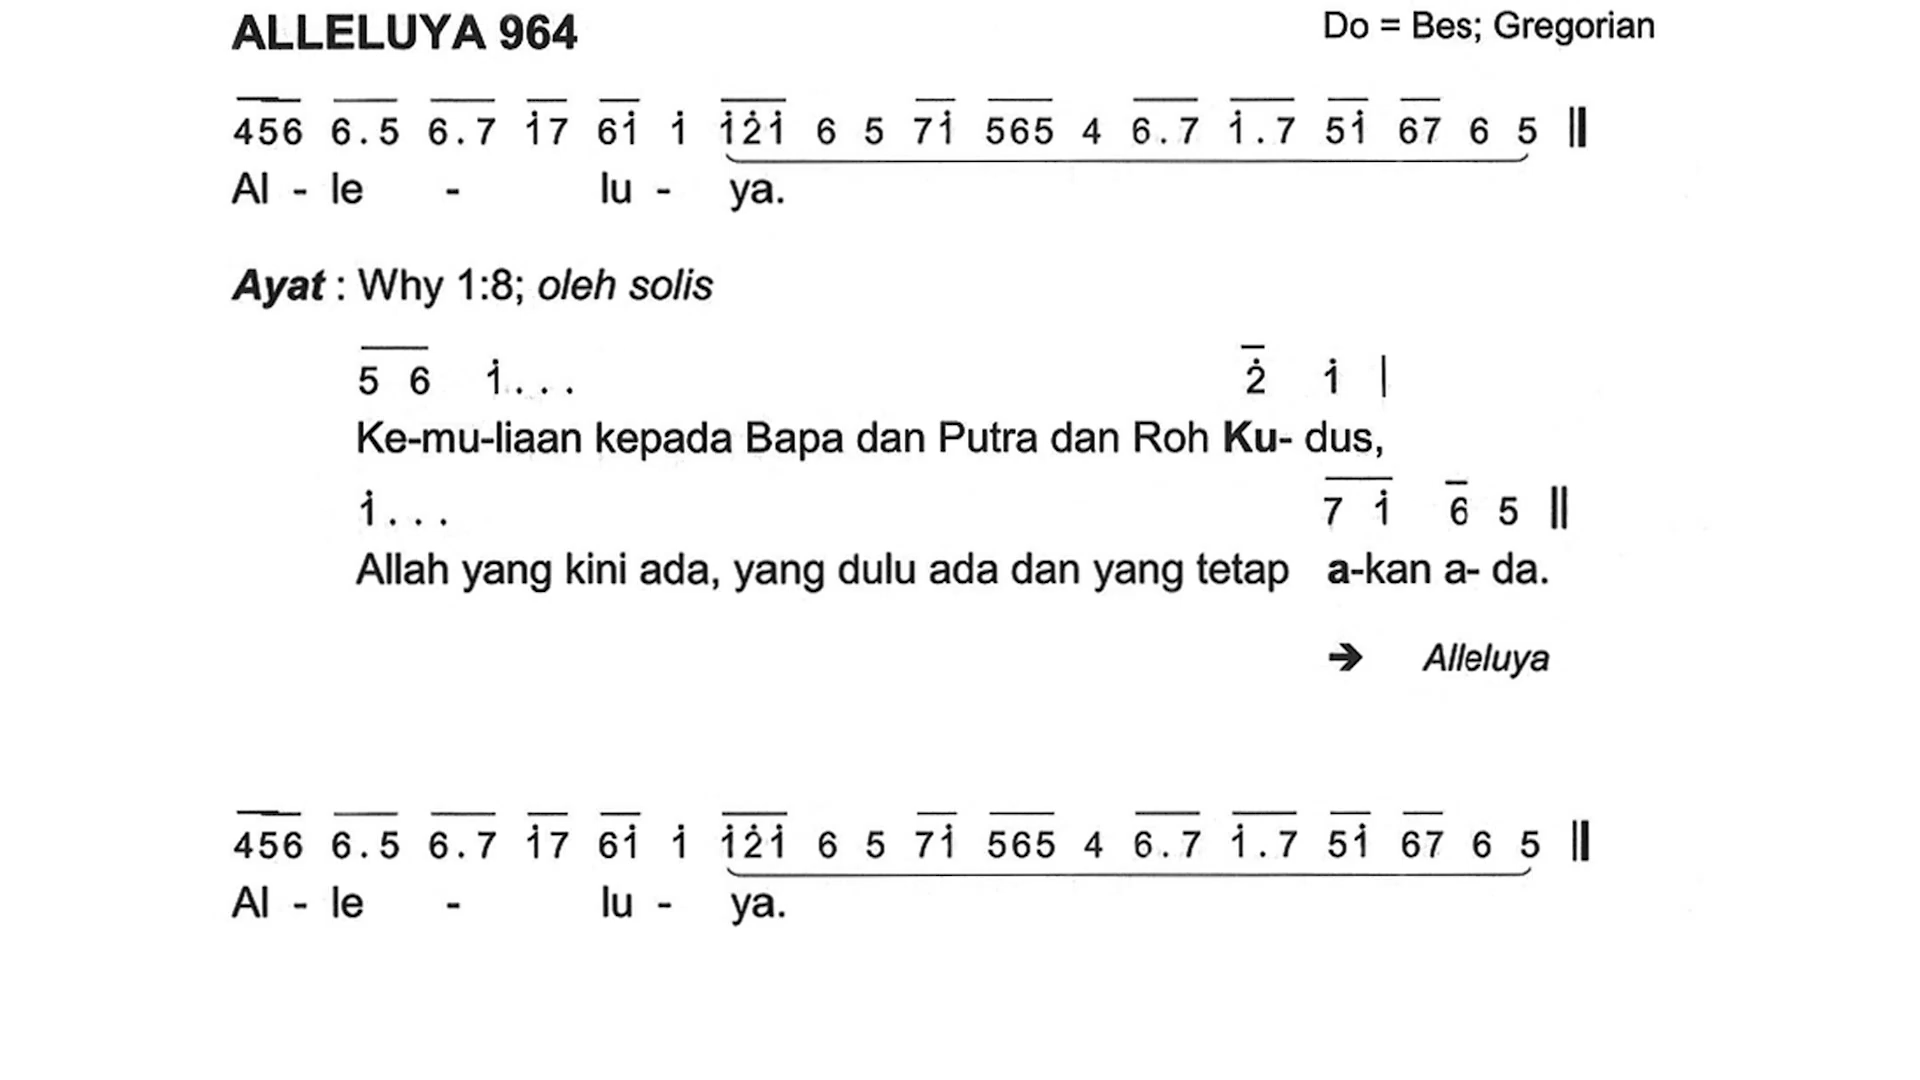 ALLELUYA 964 Do = Bes; Gregorian
456 6.5 6.7 i7 6i i i2̇i 6 5 7i 565 4 6.7 i.7 5i 67 6 5 ||
Al - le - lu - ya.
Ayat : Why 1:8; oleh solis
5 6 i... 2̇ i |
Ke-mu-liaan kepada Bapa dan Putra dan Roh Ku- dus,
i... 7 i 6 5 ||
Allah yang kini ada, yang dulu ada dan yang tetap a-kan a- da.
➔ Alleluya
456 6.5 6.7 i7 6i i i2̇i 6 5 7i 565 4 6.7 i.7 5i 67 6 5 ||
Al - le - lu - ya.